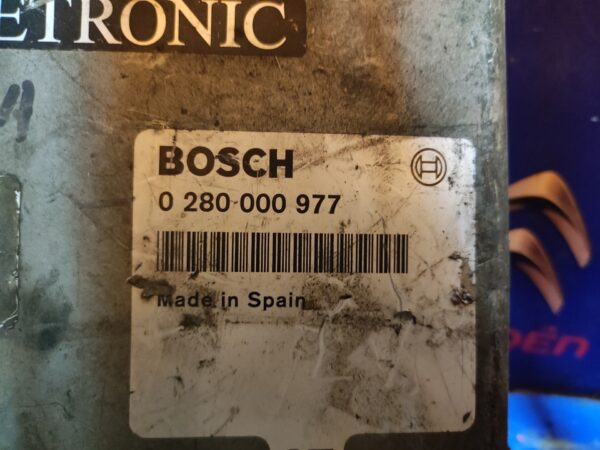 ETRONIC
BOSCH
0 280 000 977
Made in Spain